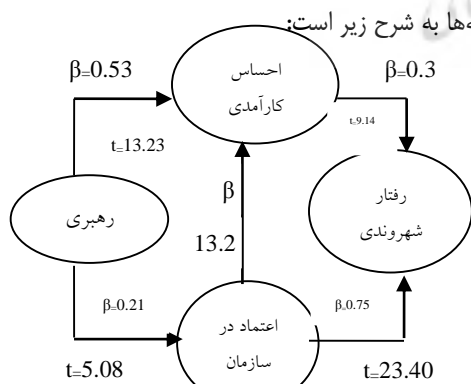 ه‌ها به شرح زیر است:
β=0.53
احساس
کارآمدی
β=0.3
t=9.14
t=13.23
رهبری
β
13.2
رفتار
شهروندی
β=0.21
اعتماد در
سازمان
β=0.75
t=5.08
t=23.40